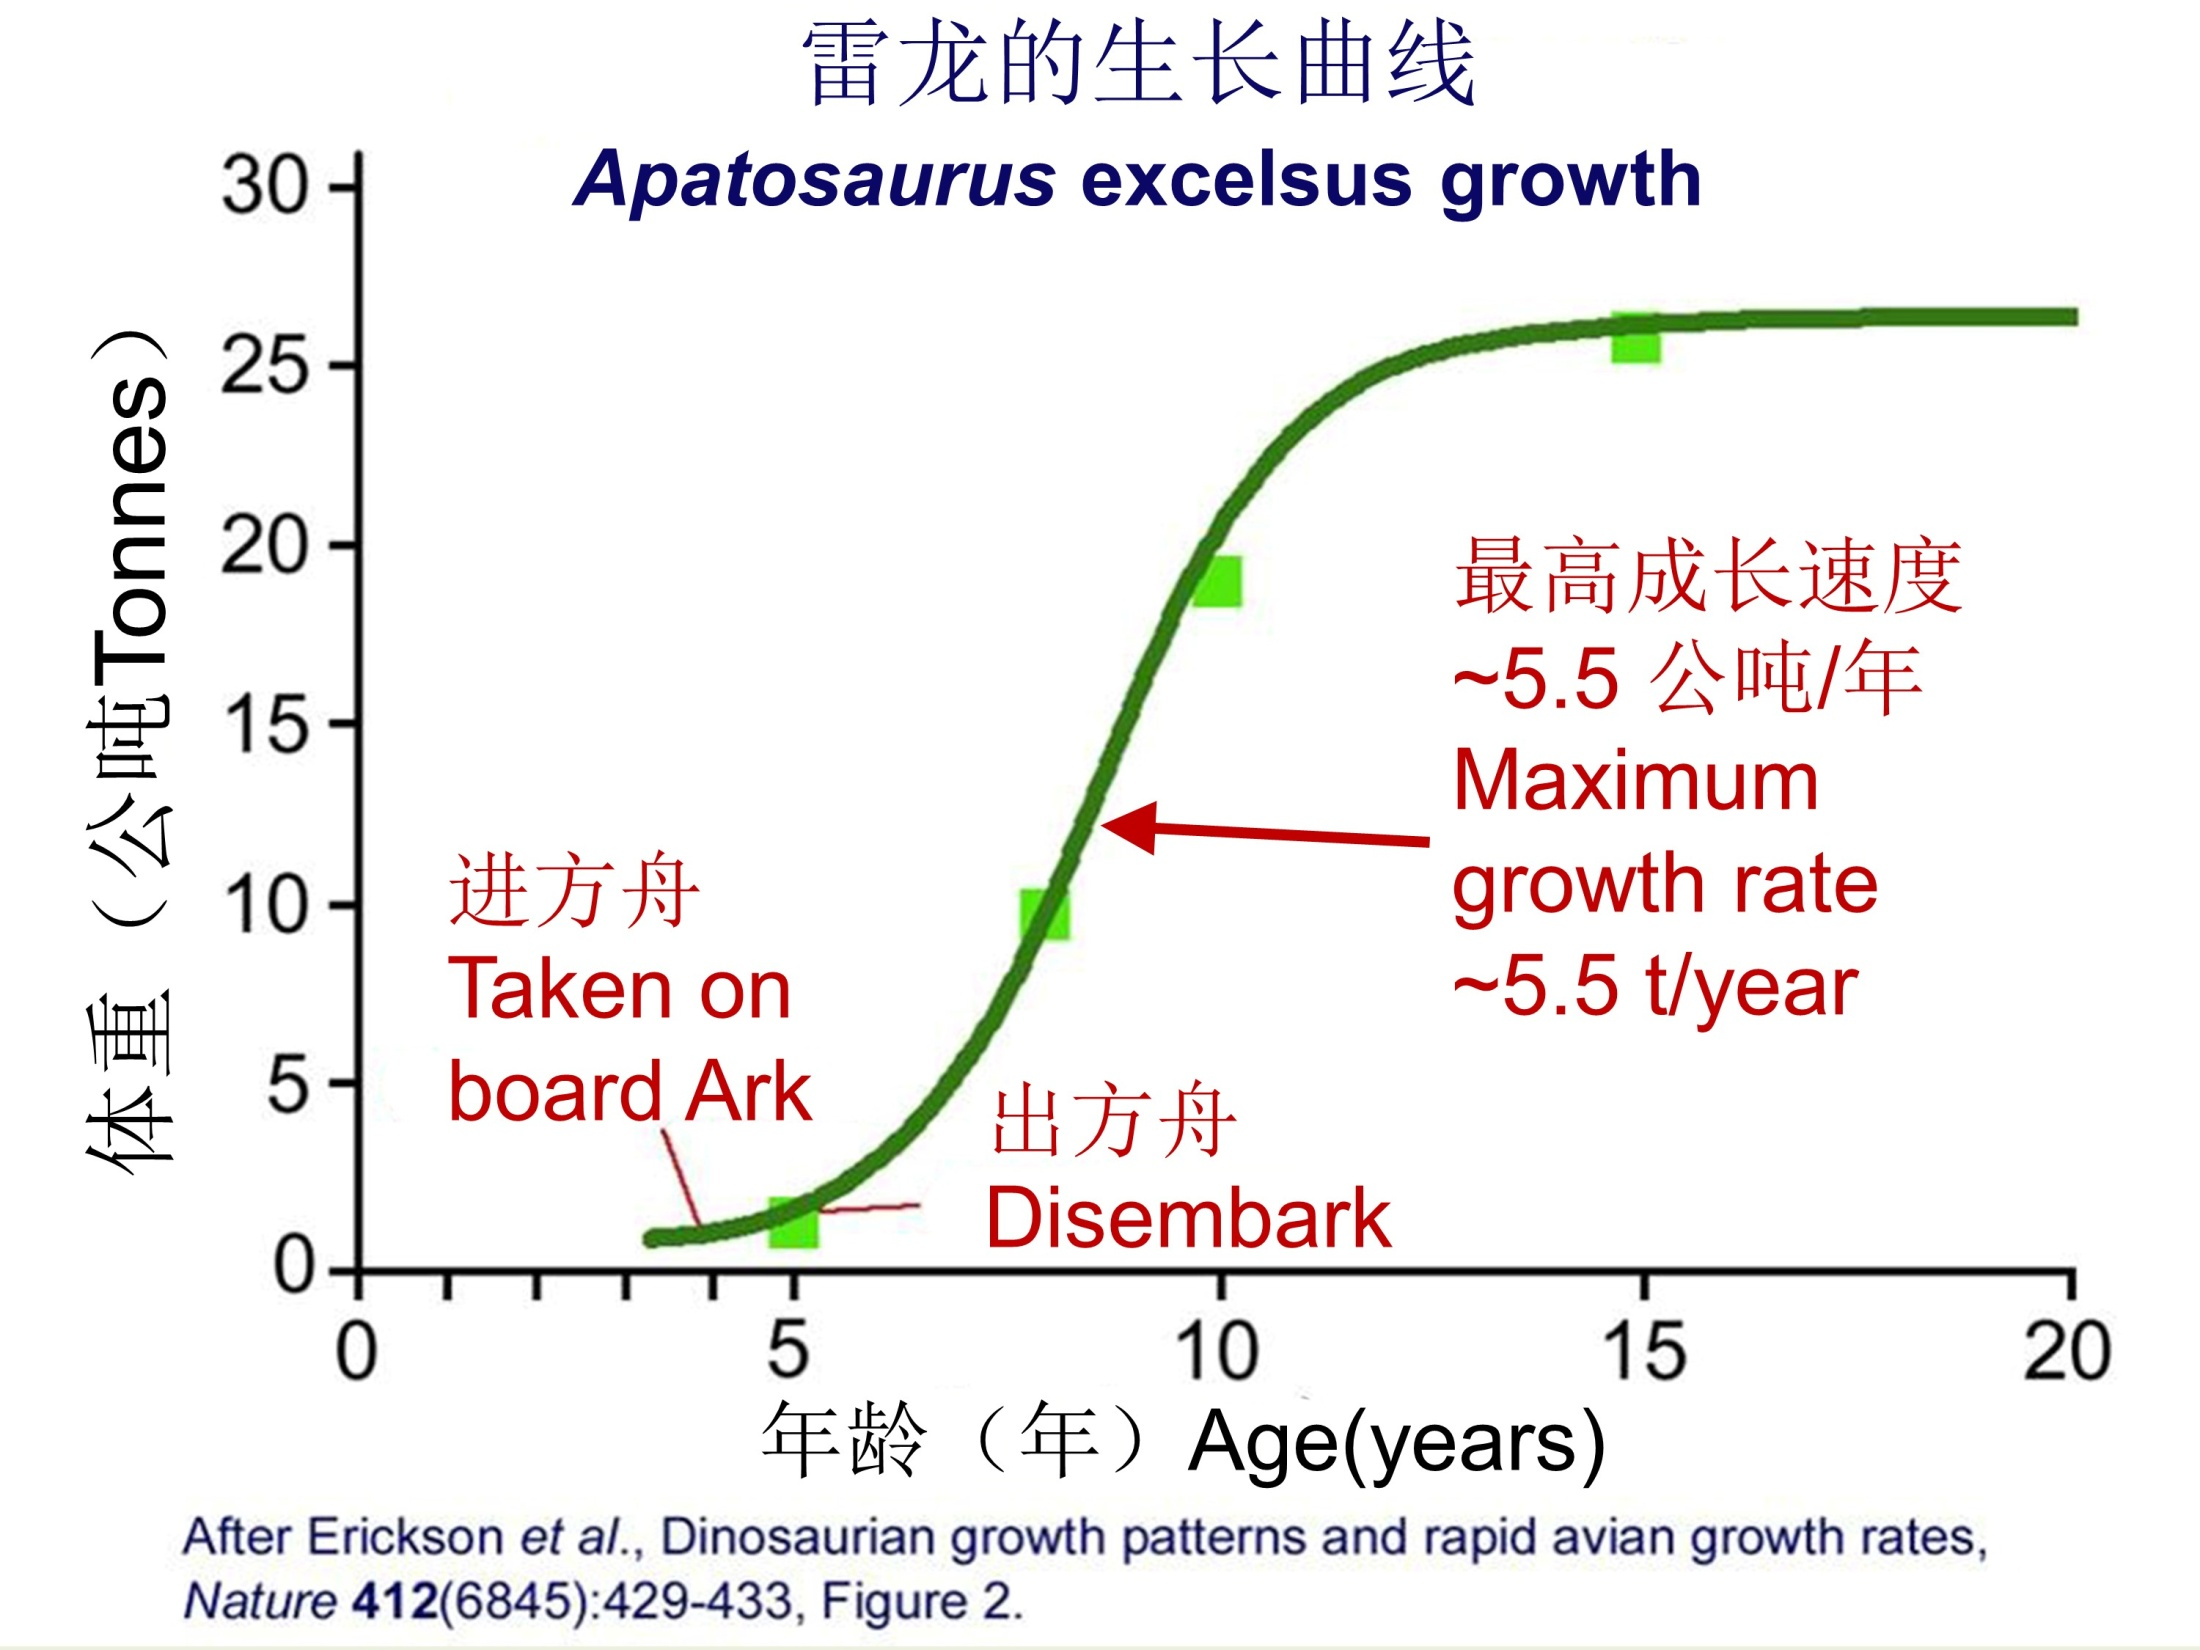 雷龙的生长曲线
Apatosaurus excelsus growth
体重（公吨Tonnes）
30
25
20
15
10
5
0
最高成长速度
~5.5 公吨/年
Maximum
growth rate
~5.5 t/year
进方舟
Taken on
board Ark
出方舟
Disembark
0 5 10 15 20
年龄（年）Age(years)
After Erickson et al., Dinosaurian growth patterns and rapid avian growth rates,
Nature 412(6845):429-433, Figure 2.